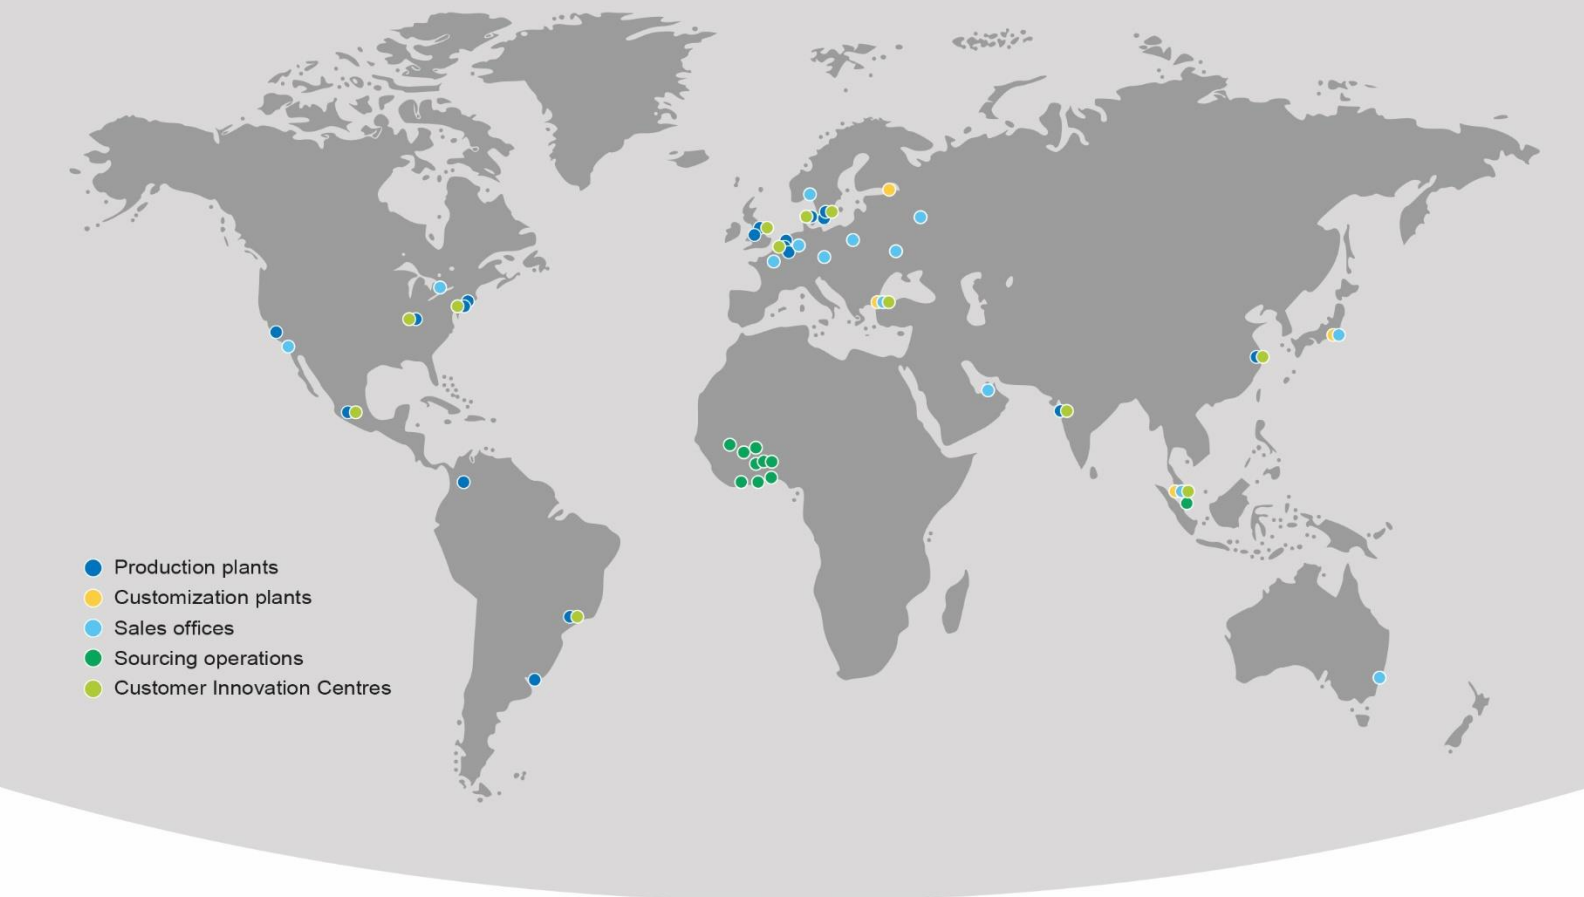 Production plants
Customization plants
Sales offices
Sourcing operations
Customer Innovation Centres